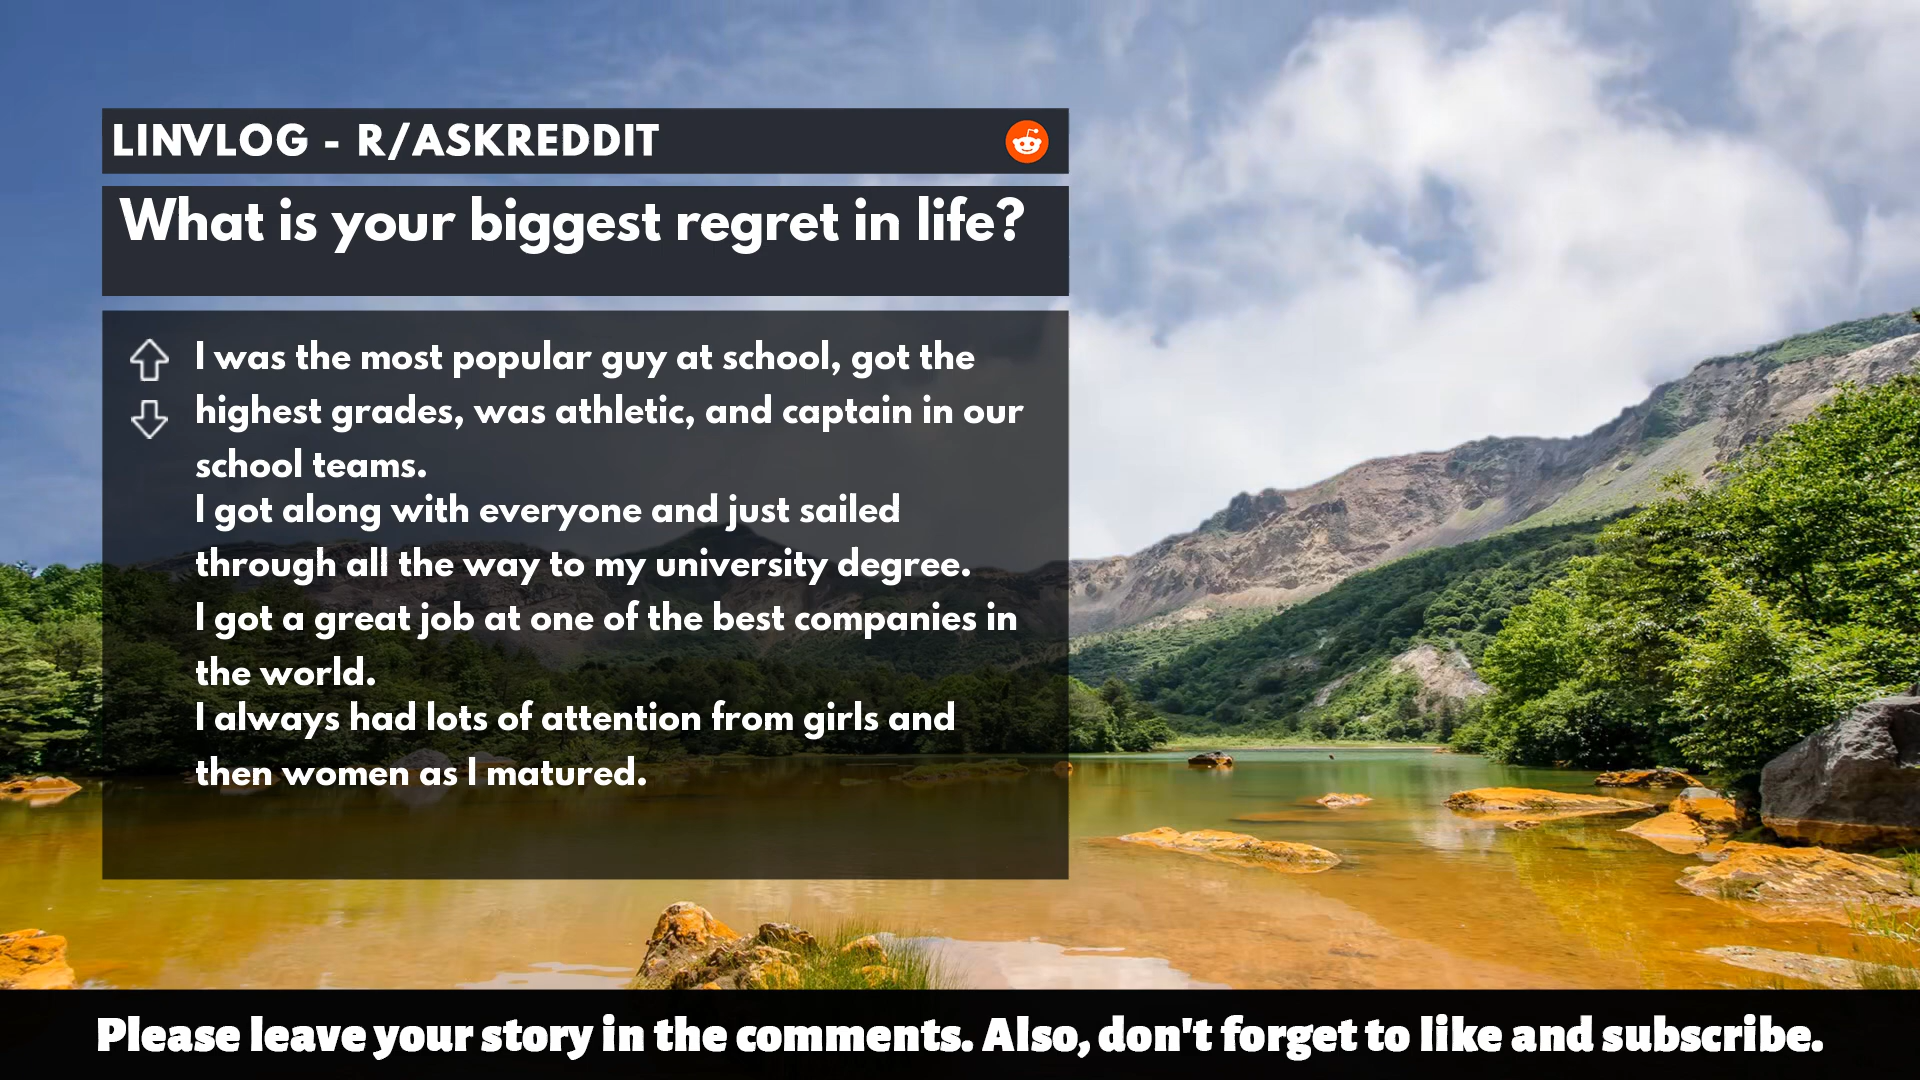 LINVLOG - R/ASKREDDIT
What is your biggest regret in life?
I was the most popular guy at school, got the
highest grades, was athletic, and captain in our
school teams.
I got along with everyone and just sailed
through all the way to my university degree.
I got a great job at one of the best companies in
the world.
I always had lots of attention from girls and
then women as I matured.
Please leave your story in the comments. Also, don't forget to like and subscribe.